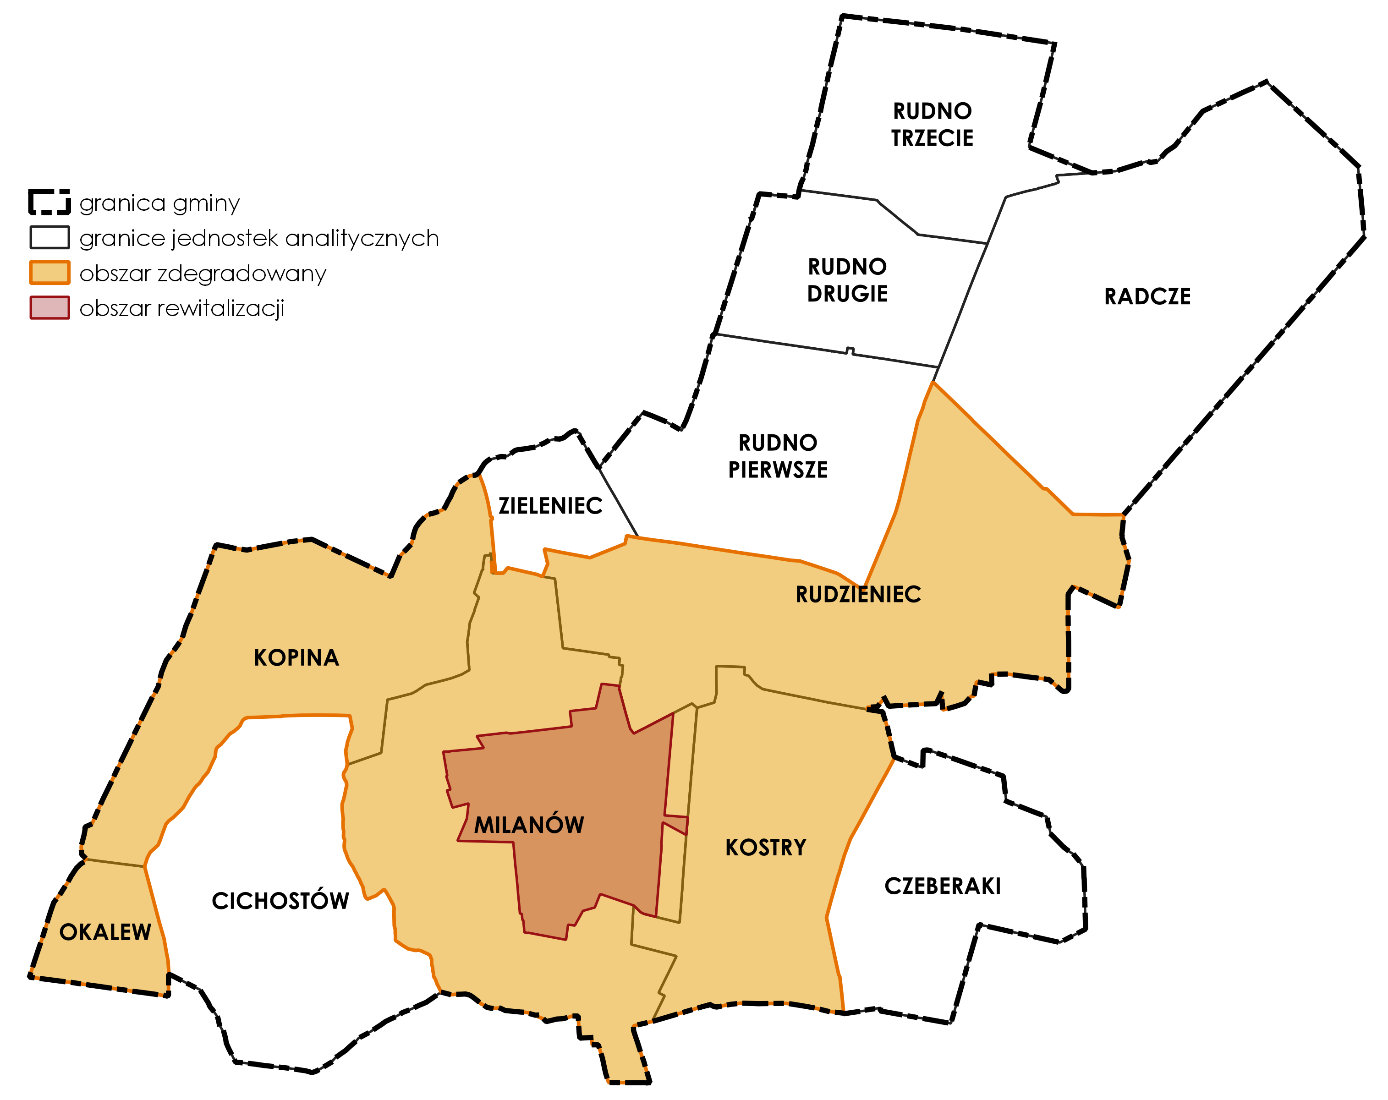 granica gminy
granice jednostek analitycznych
obszar zdegradowany
obszar rewitalizacji
RUDNO
TRZECIE
RUDNO
DRUGIE
RADCZE
RUDNO
PIERWSZE
ZIELENIEC
RUDZIENIEC
KOPINA
MILANÓW
KOSTRY
CZEBERAKI
CICHOSTÓW
OKALEW